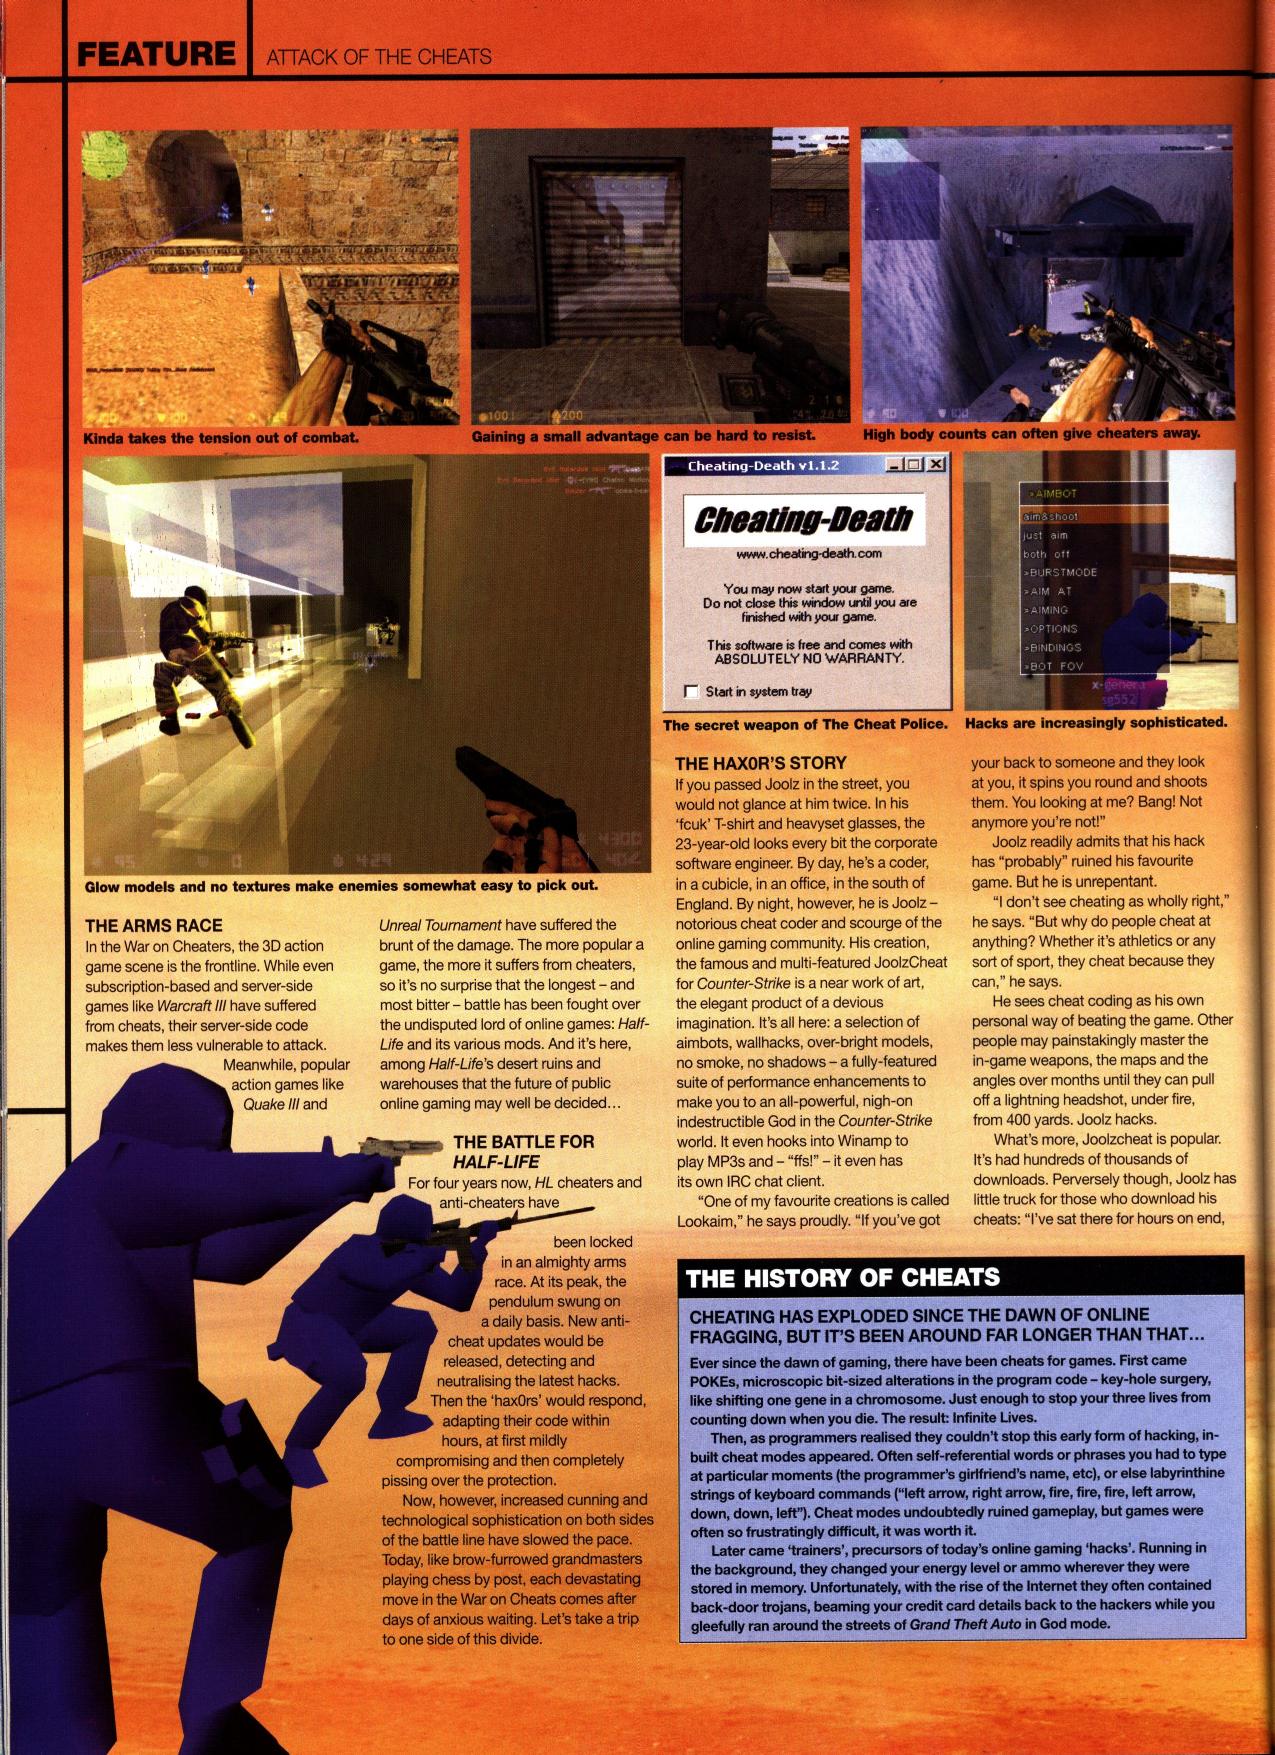 FEATURE
ATTACK OF THE CHEATS
Kinda takes the tension out of combat.
Gaining a small advantage can be hard to resist.
High body counts can often give cheaters away.
Cheating-Death v1.1.2
Cheating-Death
www.cheating-death.com
You may now start your game.
Do not close this window until you are
finished with your game.
This software is free and comes with
ABSOLUTELY NO WARRANTY.
Start in system tray
»AIMBOT
aim&shoot
just aim
both off
»BURSTMODE
»AIM AT
»AIMING
»OPTIONS
»BINDINGS
»BOT FOV
sg552
The secret weapon of The Cheat Police.
Hacks are increasingly sophisticated.
Glow models and no textures make enemies somewhat easy to pick out.
THE ARMS RACE
In the War on Cheaters, the 3D action
game scene is the frontline. While even
subscription-based and server-side
games like Warcraft III have suffered
from cheats, their server-side code
makes them less vulnerable to attack.
Meanwhile, popular
action games like
Quake III and
Unreal Tournament have suffered the
brunt of the damage. The more popular a
game, the more it suffers from cheaters,
so it's no surprise that the longest – and
most bitter – battle has been fought over
the undisputed lord of online games: Half-
Life and its various mods. And it's here,
among Half-Life's desert ruins and
warehouses that the future of public
online gaming may well be decided...
THE BATTLE FOR
HALF-LIFE
For four years now, HL cheaters and
anti-cheaters have
been locked
in an almighty arms
race. At its peak, the
pendulum swung on
a daily basis. New anti-
cheat updates would be
released, detecting and
neutralising the latest hacks.
Then the 'hax0rs' would respond,
adapting their code within
hours, at first mildly
compromising and then completely
pissing over the protection.
Now, however, increased cunning and
technological sophistication on both sides
of the battle line have slowed the pace.
Today, like brow-furrowed grandmasters
playing chess by post, each devastating
move in the War on Cheats comes after
days of anxious waiting. Let's take a trip
to one side of this divide.
THE HAX0R'S STORY
If you passed Joolz in the street, you
would not glance at him twice. In his
'fcuk' T-shirt and heavyset glasses, the
23-year-old looks every bit the corporate
software engineer. By day, he's a coder,
in a cubicle, in an office, in the south of
England. By night, however, he is Joolz –
notorious cheat coder and scourge of the
online gaming community. His creation,
the famous and multi-featured JoolzCheat
for Counter-Strike is a near work of art,
the elegant product of a devious
imagination. It's all here: a selection of
aimbots, wallhacks, over-bright models,
no smoke, no shadows – a fully-featured
suite of performance enhancements to
make you to an all-powerful, nigh-on
indestructible God in the Counter-Strike
world. It even hooks into Winamp to
play MP3s and – "ffs!" – it even has
its own IRC chat client.
"One of my favourite creations is called
Lookaim," he says proudly. "If you've got
your back to someone and they look
at you, it spins you round and shoots
them. You looking at me? Bang! Not
anymore you're not!"
Joolz readily admits that his hack
has "probably" ruined his favourite
game. But he is unrepentant.
"I don't see cheating as wholly right,"
he says. "But why do people cheat at
anything? Whether it's athletics or any
sort of sport, they cheat because they
can," he says.
He sees cheat coding as his own
personal way of beating the game. Other
people may painstakingly master the
in-game weapons, the maps and the
angles over months until they can pull
off a lightning headshot, under fire,
from 400 yards. Joolz hacks.
What's more, Joolzcheat is popular.
It's had hundreds of thousands of
downloads. Perversely though, Joolz has
little truck for those who download his
cheats: "I've sat there for hours on end,
THE HISTORY OF CHEATS
CHEATING HAS EXPLODED SINCE THE DAWN OF ONLINE
FRAGGING, BUT IT'S BEEN AROUND FAR LONGER THAN THAT...
Ever since the dawn of gaming, there have been cheats for games. First came
POKEs, microscopic bit-sized alterations in the program code – key-hole surgery,
like shifting one gene in a chromosome. Just enough to stop your three lives from
counting down when you die. The result: Infinite Lives.
Then, as programmers realised they couldn't stop this early form of hacking, in-
built cheat modes appeared. Often self-referential words or phrases you had to type
at particular moments (the programmer's girlfriend's name, etc), or else labyrinthine
strings of keyboard commands ("left arrow, right arrow, fire, fire, fire, left arrow,
down, down, left"). Cheat modes undoubtedly ruined gameplay, but games were
often so frustratingly difficult, it was worth it.
Later came 'trainers', precursors of today's online gaming 'hacks'. Running in
the background, they changed your energy level or ammo wherever they were
stored in memory. Unfortunately, with the rise of the Internet they often contained
back-door trojans, beaming your credit card details back to the hackers while you
gleefully ran around the streets of Grand Theft Auto in God mode.